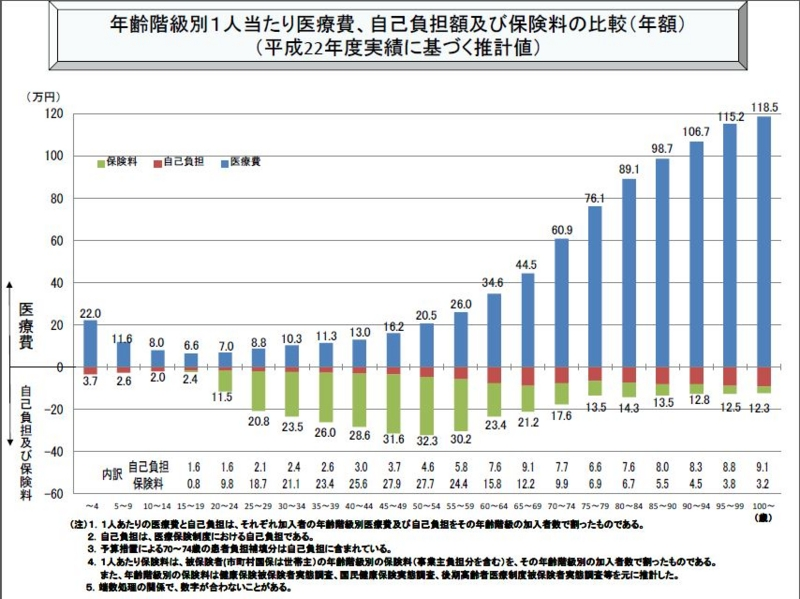 年齢階級別１人当たり医療費、自己負担額及び保険料の比較（年額）
（平成22年度実績に基づく推計値）
（万円）
120
100
80
60
40
20
0
−20
−40
−60
保険料 自己負担 医療費
22.0 11.6 8.0 6.6 7.0 8.8 10.3 11.3 13.0 16.2 20.5 26.0 34.6 44.5 60.9 76.1 89.1 98.7 106.7 115.2 118.5
医療費
自己負担及び保険料
3.7 2.6 2.0 2.4 11.5 20.8 23.5 26.0 28.6 31.6 32.3 30.2 23.4 21.2 17.6 13.5 14.3 13.5 12.8 12.5 12.3
内訳
自己負担 1.6 1.6 2.1 2.4 2.6 3.0 3.7 4.6 5.8 7.6 9.1 7.7 6.6 7.6 8.0 8.3 8.8 9.1
保険料 0.8 9.8 18.7 21.1 23.4 25.6 27.9 27.7 24.4 15.8 12.2 9.9 6.9 6.7 5.5 4.5 3.8 3.2
～4 5～9 10～14 15～19 20～24 25～29 30～34 35～39 40～44 45～49 50～54 55～59 60～64 65～69 70～74 75～79 80～84 85～89 90～94 95～99 100～
（歳）
（注）１．１人あたりの医療費と自己負担は、それぞれ加入者の年齢階級別医療費及び自己負担をその年齢階級の加入者数で割ったものである。
２．自己負担は、医療保険制度における自己負担である。
３．予算措置による70～74歳の患者負担補填分は自己負担に含まれている。
４．１人あたり保険料は、被保険者（市町村国保は世帯主）の年齢階級別の保険料（事業主負担分を含む）を、その年齢階級別の加入者数で割ったものである。
また、年齢階級別の保険料は健康保険被保険者実態調査、国民健康保険実態調査、後期高齢者医療制度被保険者実態調査等を元に推計した。
５．端数処理の関係で、数字が合わないことがある。